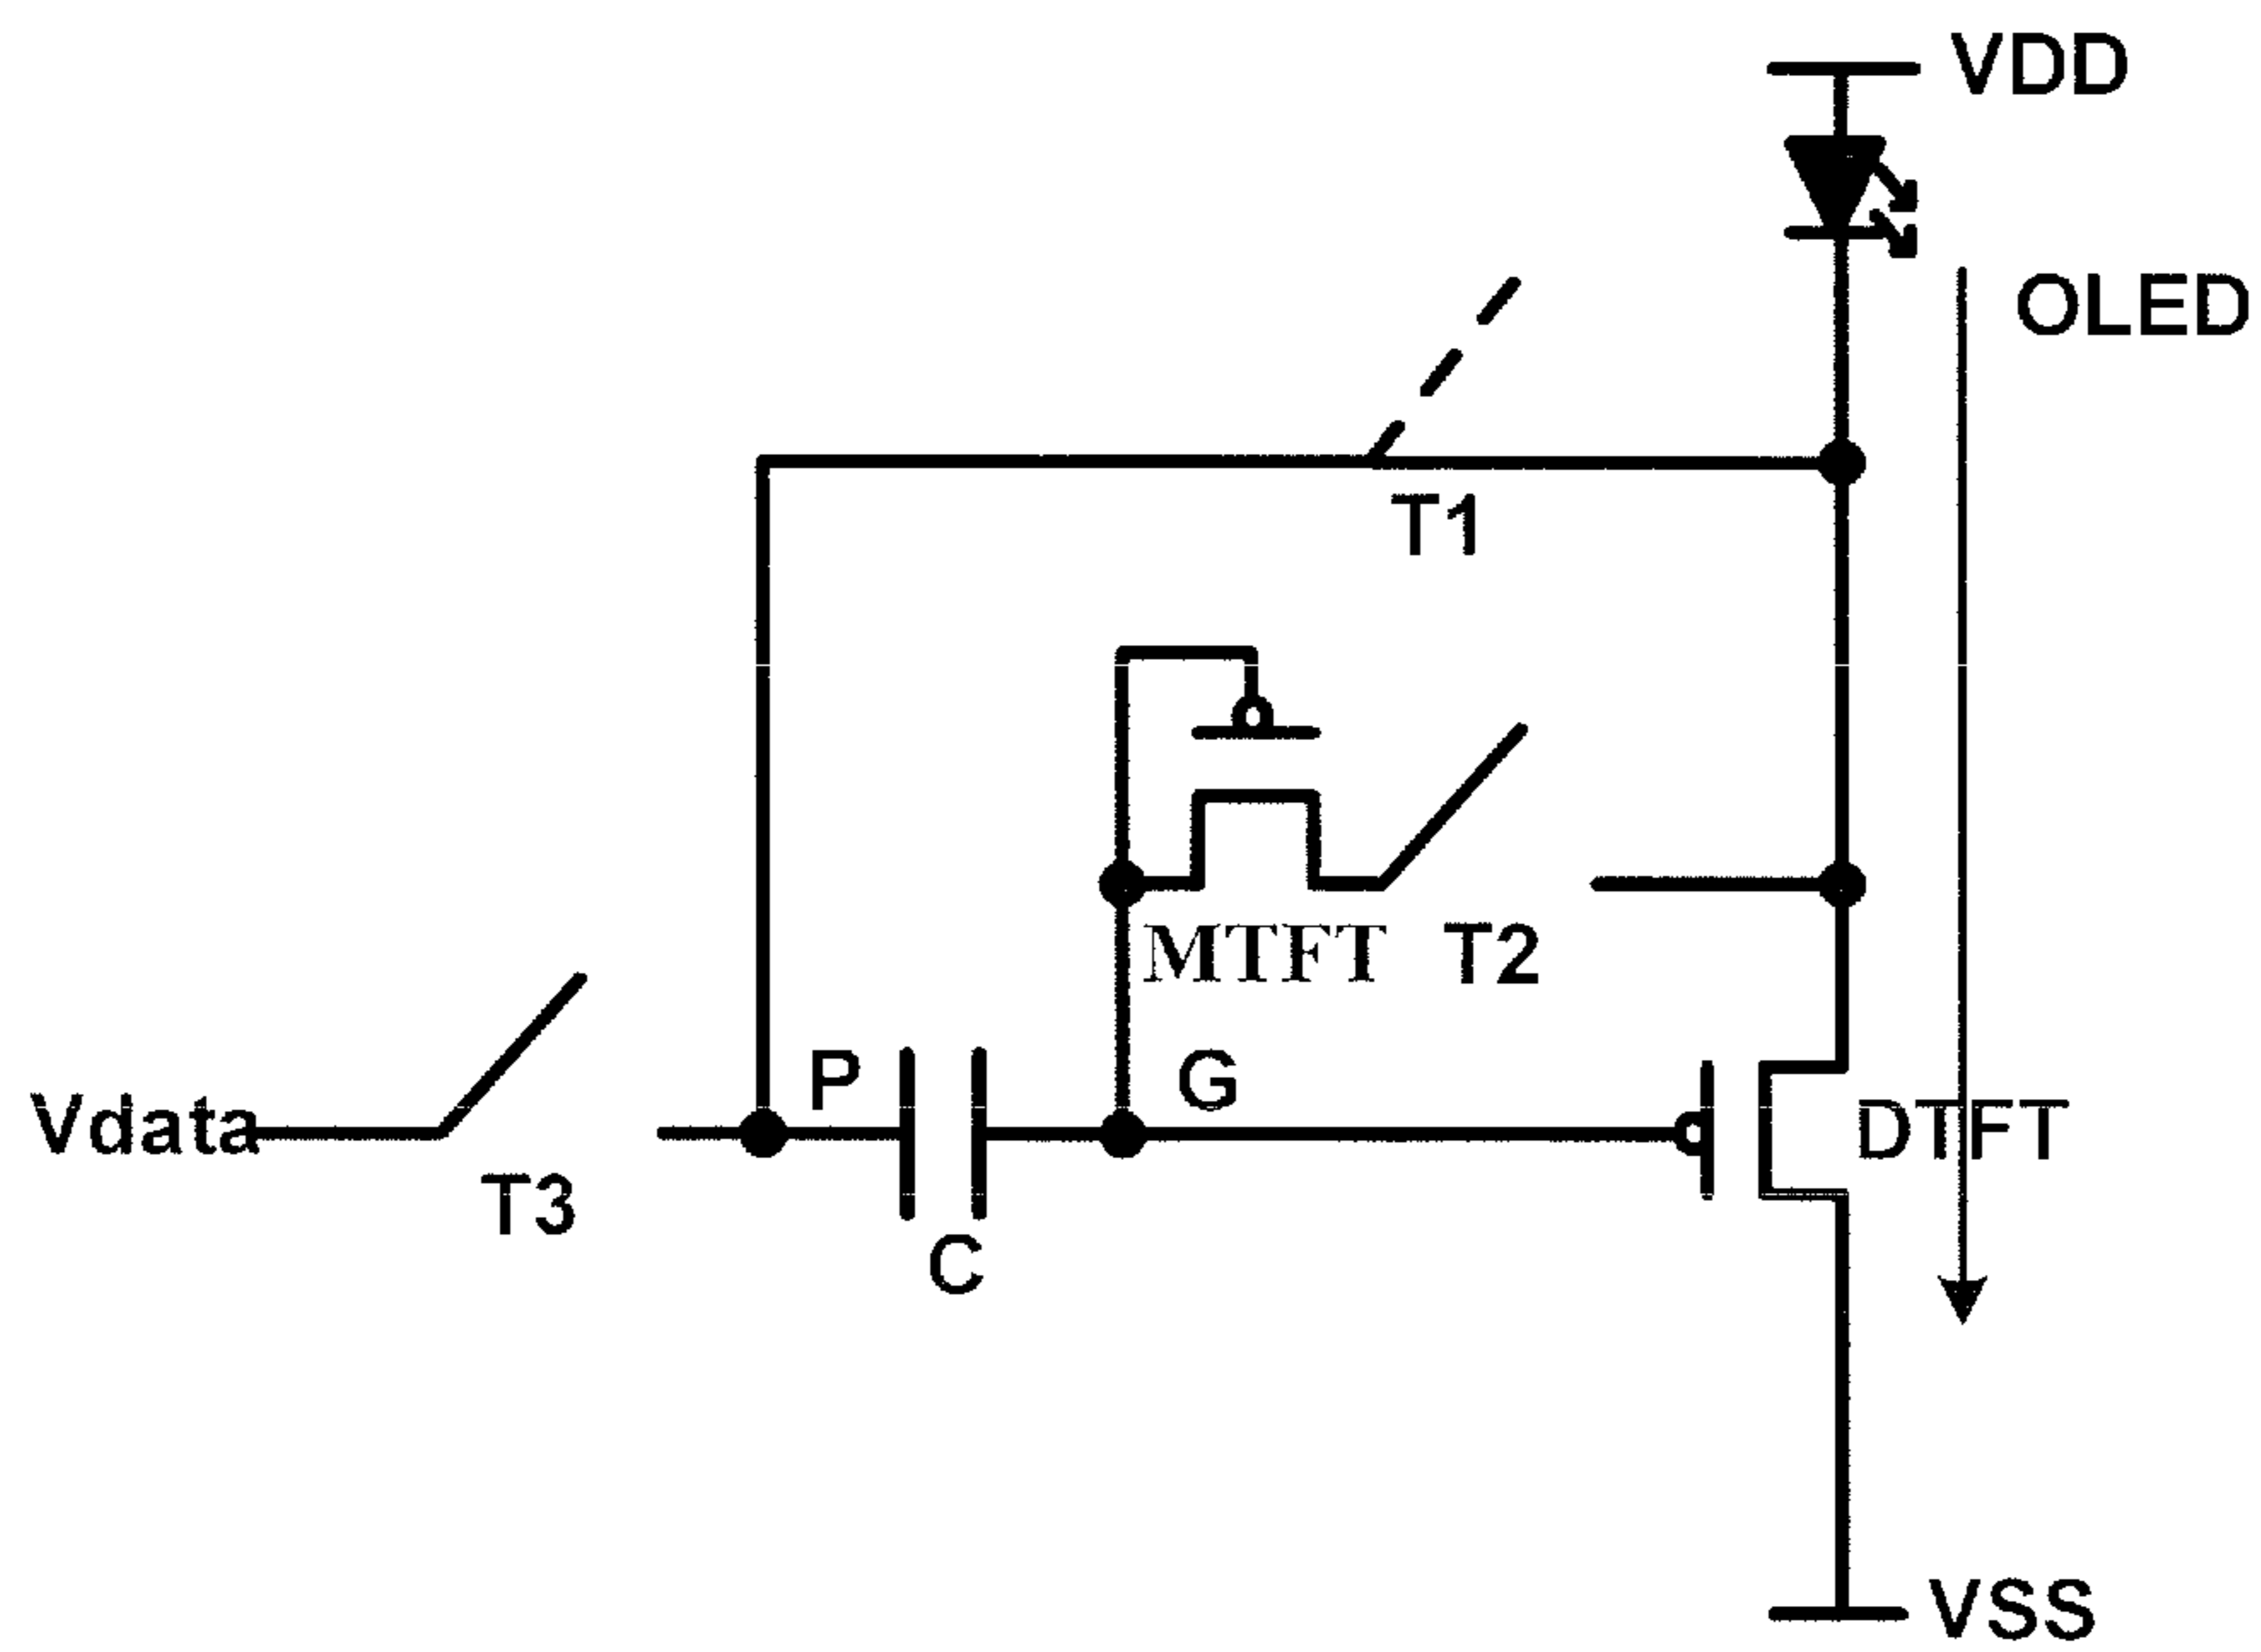 VDD
OLED
T1
MTFT
T2
P
G
Vdata
DTFT
T3
C
VSS